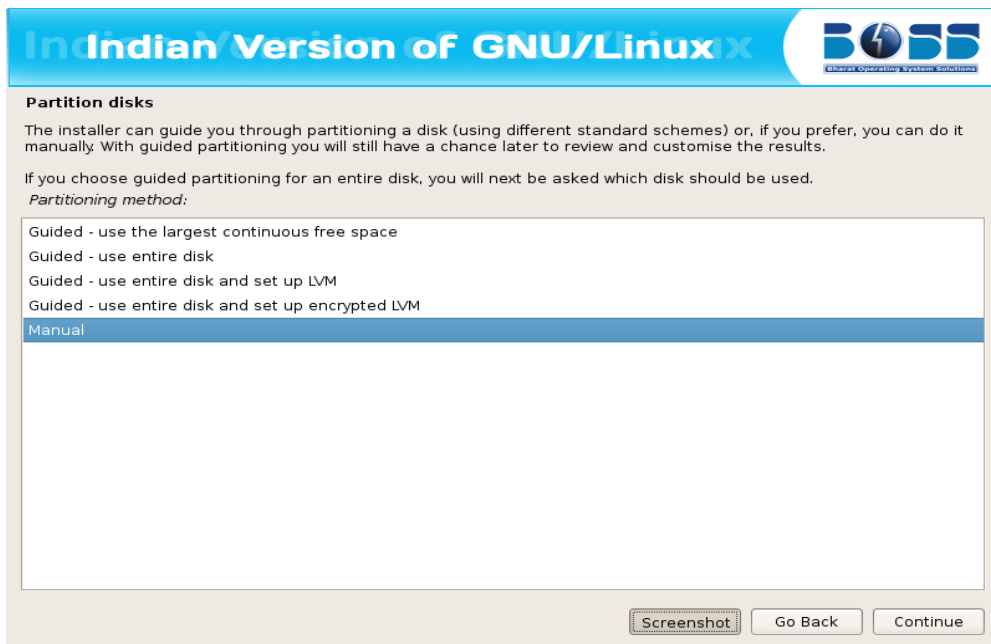 Indian Version of GNU/Linux
BOSS
Bharat Operating System Solutions
Partition disks
The installer can guide you through partitioning a disk (using different standard schemes) or, if you prefer, you can do it
manually. With guided partitioning you will still have a chance later to review and customise the results.
If you choose guided partitioning for an entire disk, you will next be asked which disk should be used.
Partitioning method:
Guided - use the largest continuous free space
Guided - use entire disk
Guided - use entire disk and set up LVM
Guided - use entire disk and set up encrypted LVM
Manual
Screenshot Go Back Continue